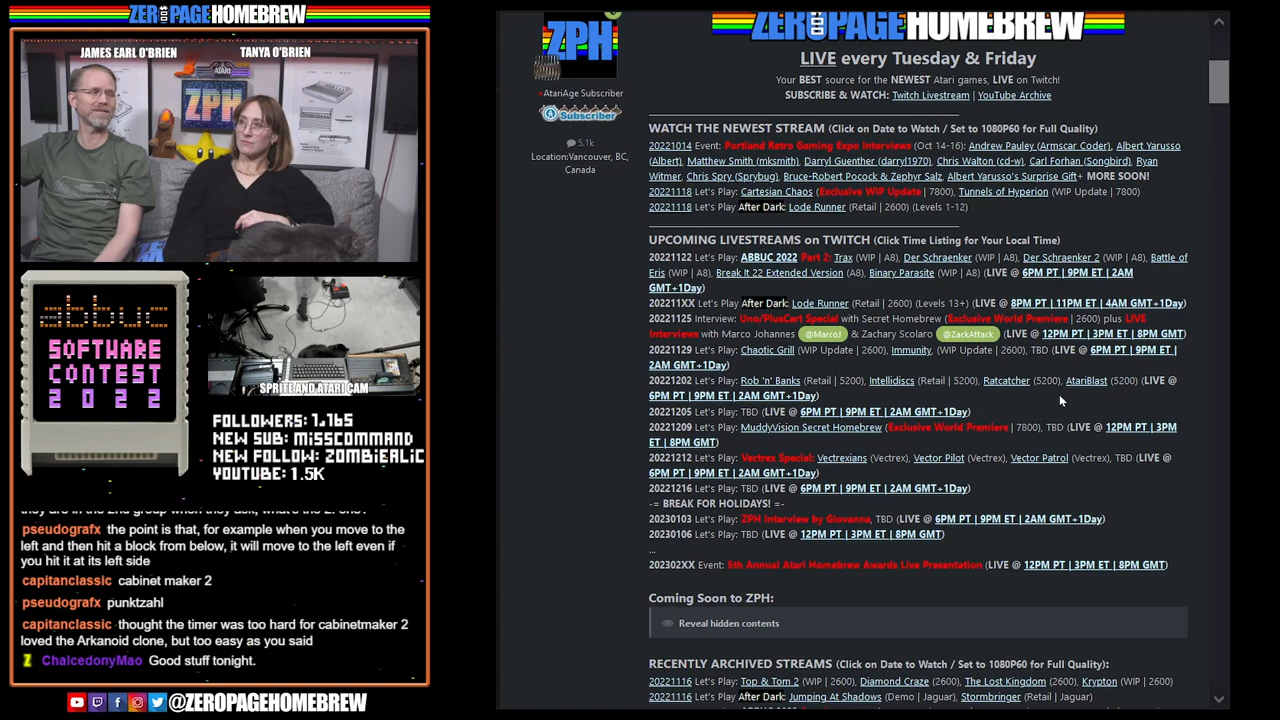 ZEROPAGE HOMEBREW
JAMES EARL O'BRIEN
TANYA O'BRIEN
ATARI
ZPH
abbuc
SOFTWARE
CONTEST
2022
SPRITE AND ATARI CAM
FOLLOWERS: 1,165
NEW SUB: MISSCOMMAND
NEW FOLLOW: ZOMBIEALIC
YOUTUBE: 1.5K
they are in the 2nd group when they ask, what's the 2. one?
pseudografx the point is that, for example when you move to the
left and then hit a block from below, it will move to the left even if
you hit it at its left side
capitanclassic cabinet maker 2
pseudografx punktzahl
capitanclassic thought the timer was too hard for cabinetmaker 2
loved the Arkanoid clone, but too easy as you said
ChalcedonyMao Good stuff tonight.
@ZEROPAGEHOMEBREW
ZPH
AtariAge Subscriber
Subscriber
5.1k
Location:Vancouver, BC,
Canada
ZEROPAGE HOMEBREW
LIVE every Tuesday & Friday
Your BEST source for the NEWEST Atari games, LIVE on Twitch!
SUBSCRIBE & WATCH: Twitch Livestream | YouTube Archive
WATCH THE NEWEST STREAM (Click on Date to Watch / Set to 1080P60 for Full Quality)
20221014 Event: Portland Retro Gaming Expo Interviews (Oct 14-16): Andrew Pauley (Armscar Coder), Albert Yarusso
(Albert), Matthew Smith (mksmith), Darryl Guenther (darryl1970), Chris Walton (cd-w), Carl Forhan (Songbird), Ryan
Witmer, Chris Spry (Sprybug), Bruce-Robert Pocock & Zephyr Salz, Albert Yarusso's Surprise Gift+ MORE SOON!
20221118 Let's Play: Cartesian Chaos (Exclusive WIP Update | 7800), Tunnels of Hyperion (WIP Update | 7800)
20221118 Let's Play After Dark: Lode Runner (Retail | 2600) (Levels 1-12)
UPCOMING LIVESTREAMS on TWITCH (Click Time Listing for Your Local Time)
20221122 ABBUC 2022 Part 2: Trax (WIP | A8), Der Schraenker (WIP | A8), Der Schraenker 2 (WIP | A8), Battle of
Eris (WIP | A8), Break It 22 Extended Version (A8), Binary Parasite (WIP | A8) (LIVE @ 6PM PT | 9PM ET | 2AM
GMT+1Day)
202211XX Let's Play After Dark: Lode Runner (Retail | 2600) (Levels 13+) (LIVE @ 8PM PT | 11PM ET | 4AM GMT+1Day)
20221125 Interview: Uno/PlusCart Special with Secret Homebrew (Exclusive World Premiere | 2600) plus LIVE
Interviews with Marco Johannes @MarcoJ & Zachary Scolaro @ZackAttack (LIVE @ 12PM PT | 3PM ET | 8PM GMT)
20221129 Let's Play: Chaotic Grill (WIP Update | 2600), Immunity, (WIP Update | 2600), TBD (LIVE @ 6PM PT | 9PM ET |
2AM GMT+1Day)
20221202 Let's Play: Rob 'n' Banks (Retail | 5200), Intellidiscs (Retail | 5200), Ratcatcher (5200), AtariBlast (5200) (LIVE @
6PM PT | 9PM ET | 2AM GMT+1Day)
20221205 Let's Play: TBD (LIVE @ 6PM PT | 9PM ET | 2AM GMT+1Day)
20221209 Let's Play: MuddyVision Secret Homebrew (Exclusive World Premiere | 7800), TBD (LIVE @ 12PM PT | 3PM
ET | 8PM GMT)
20221212 Let's Play: Vectrex Special: Vectrexians (Vectrex), Vector Pilot (Vectrex), Vector Patrol (Vectrex), TBD (LIVE @
6PM PT | 9PM ET | 2AM GMT+1Day)
20221216 Let's Play: TBD (LIVE @ 6PM PT | 9PM ET | 2AM GMT+1Day)
-= BREAK FOR HOLIDAYS! =-
20230103 Let's Play: ZPH Interview by Giovanna, TBD (LIVE @ 6PM PT | 9PM ET | 2AM GMT+1Day)
20230106 Let's Play: TBD (LIVE @ 12PM PT | 3PM ET | 8PM GMT)
...
202302XX Event: 5th Annual Atari Homebrew Awards Live Presentation (LIVE @ 12PM PT | 3PM ET | 8PM GMT)
Coming Soon to ZPH:
Reveal hidden contents
RECENTLY ARCHIVED STREAMS (Click on Date to Watch / Set to 1080P60 for Full Quality):
20221116 Let's Play: Top & Tom 2 (WIP | 2600), Diamond Craze (WIP | 2600), The Lost Kingdom (WIP | 2600), Krypton (WIP | 2600)
20221116 Let's Play After Dark: Jumping At Shadows (Demo | Jaguar), Stormbringer (Retail | Jaguar)